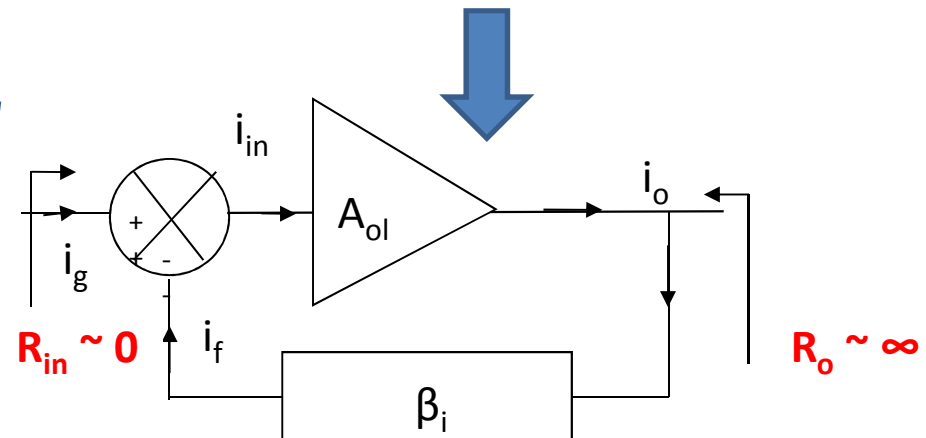 i_in
i_o
A_ol
+
+ -
i_g
-
R_in ~ 0
i_f
R_o ~ ∞
β_i